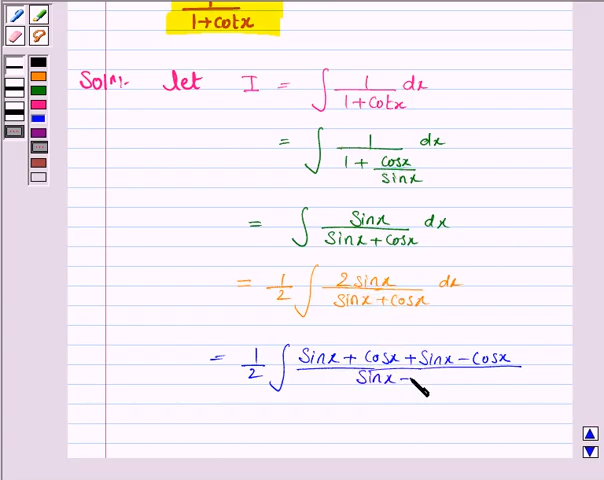 1
1+cotx
Soln:- let I = ∫ 1/(1+cotx) dx
= ∫ 1/(1 + cosx/sinx) dx
= ∫ sinx/(sinx+cosx) dx
= 1/2 ∫ 2sinx/(sinx+cosx) dx
= 1/2 ∫ (sinx + cosx + sinx - cosx)/(sinx -